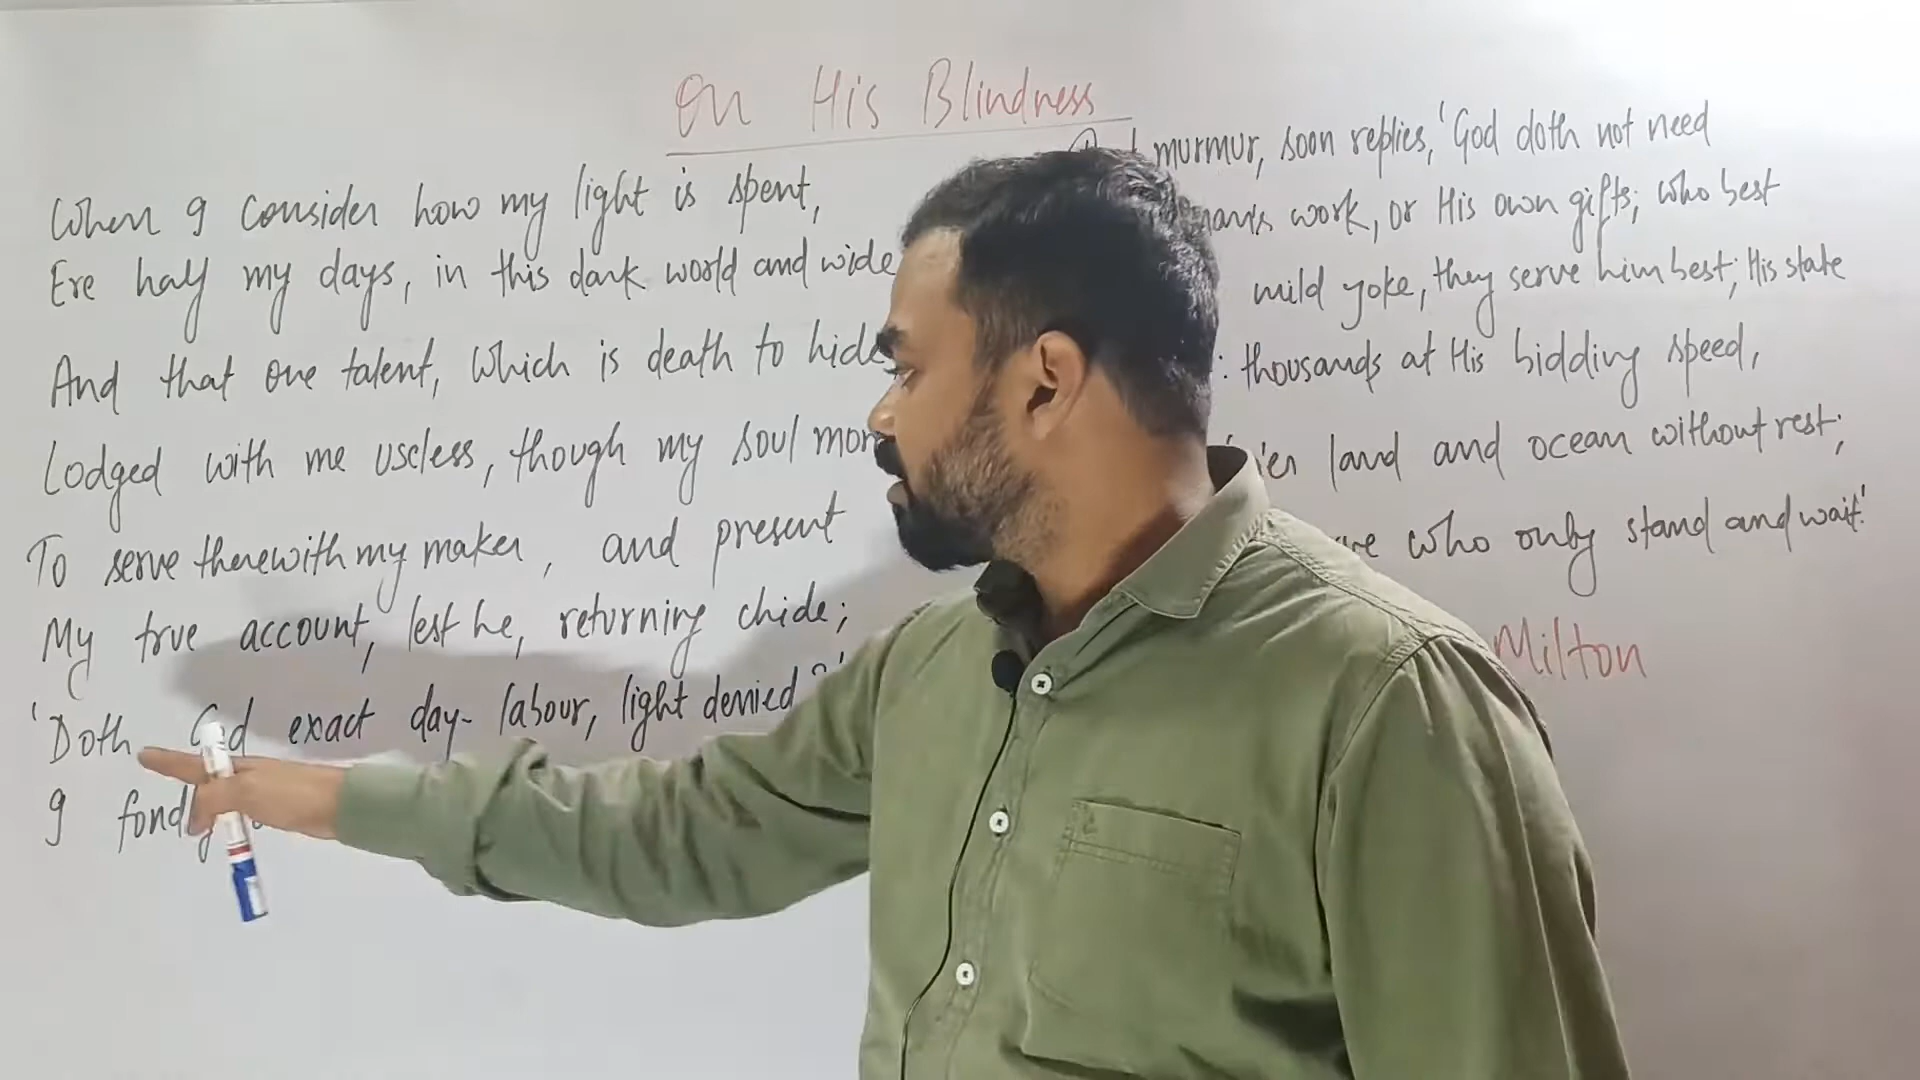 On His Blindness
When I consider how my light is spent,
Ere half my days, in this dark world and wide
And that one talent, which is death to hide
Lodged with me useless, though my soul
To serve therewith my maker, and present
My true account, lest he, returning chide;
'Doth God exact day-labour, light denied?'
I
murmur, soon replies, 'God doth not need
work, or His own gifts; who best
mild yoke, they serve him best; His state
: thousands at His bidding speed,
land and ocean without rest;
who only stand and wait.'
Milton